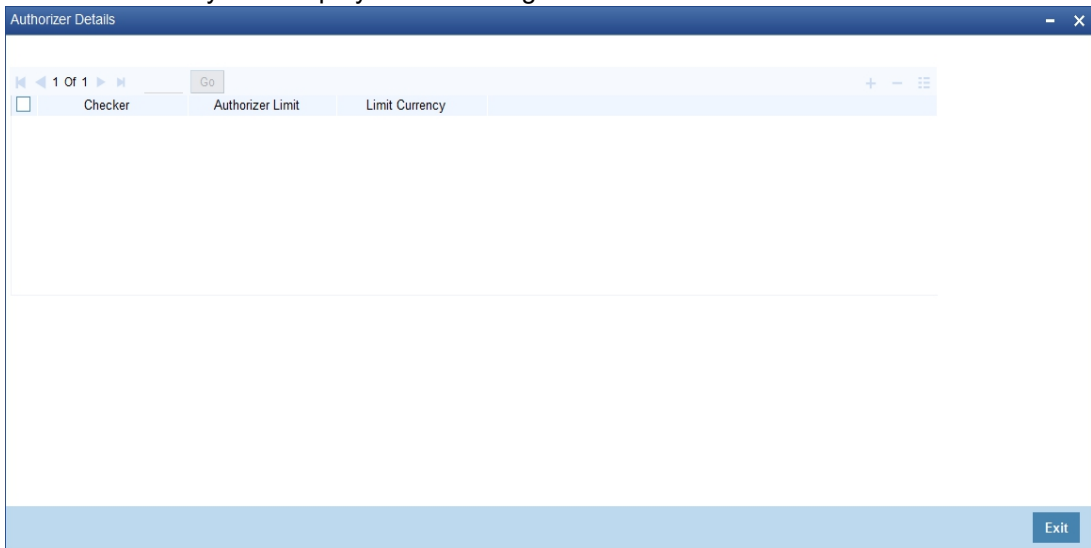 Authorizer Details
1 Of 1 Go
Checker Authorizer Limit Limit Currency
Exit